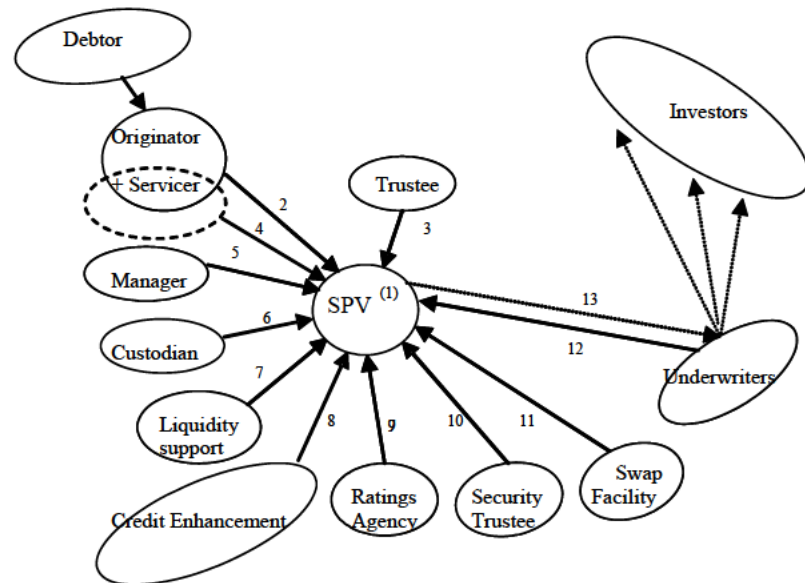 Debtor
Originator
+ Servicer
2
4
Trustee
3
Investors
5
Manager
SPV (1)
13
12
6
Custodian
Underwriters
7
Liquidity
support
8
9
10
11
Credit Enhancement
Ratings
Agency
Security
Trustee
Swap
Facility